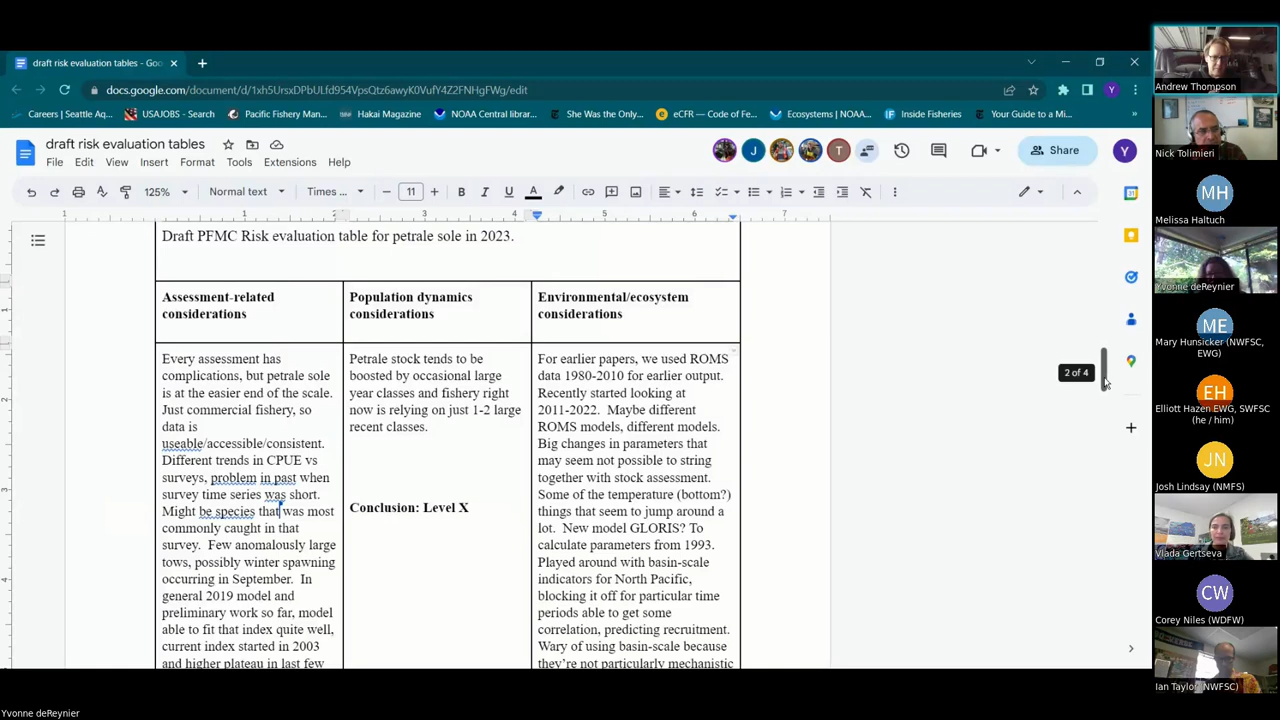 draft risk evaluation tables - Goo
docs.google.com/document/d/1xh5UrsxDPbULfd954VpsQtz6awyK0VufY4Z2FNHgFWg/edit
Careers | Seattle Aq...
USAJOBS - Search
Pacific Fishery Man...
Hakai Magazine
NOAA Central librar...
She Was the Only...
eCFR — Code of Fe...
Ecosystems | NOAA...
Inside Fisheries
Your Guide to a Mi...
draft risk evaluation tables
File Edit View Insert Format Tools Extensions Help
J
T
Share
Y
125%
Normal text
Times ...
11
B I U A
1 1 2 3 4 5 6 7
Draft PFMC Risk evaluation table for petrale sole in 2023.
Assessment-related
considerations
Every assessment has
complications, but petrale sole
is at the easier end of the scale.
Just commercial fishery, so
data is
useable/accessible/consistent.
Different trends in CPUE vs
surveys, problem in past when
survey time series was short.
Might be species that was most
commonly caught in that
survey. Few anomalously large
tows, possibly winter spawning
occurring in September. In
general 2019 model and
preliminary work so far, model
able to fit that index quite well,
current index started in 2003
and higher plateau in last few
Population dynamics
considerations
Petrale stock tends to be
boosted by occasional large
year classes and fishery right
now is relying on just 1-2 large
recent classes.
Conclusion: Level X
Environmental/ecosystem
considerations
For earlier papers, we used ROMS
data 1980-2010 for earlier output.
Recently started looking at
2011-2022. Maybe different
ROMS models, different models.
Big changes in parameters that
may seem not possible to string
together with stock assessment.
Some of the temperature (bottom?)
things that seem to jump around a
lot. New model GLORIS? To
calculate parameters from 1993.
Played around with basin-scale
indicators for North Pacific,
blocking it off for particular time
periods able to get some
correlation, predicting recruitment.
Wary of using basin-scale because
they're not particularly mechanistic
2 of 4
Andrew Thompson
Nick Tolimieri
MH
Melissa Haltuch
Yvonne deReynier
ME
Mary Hunsicker (NWFSC,
EWG)
EH
Elliott Hazen EWG, SWFSC
(he / him)
JN
Josh Lindsay (NMFS)
Vlada Gertseva
CW
Corey Niles (WDFW)
Ian Taylor (NWFSC)
Yvonne deReynier